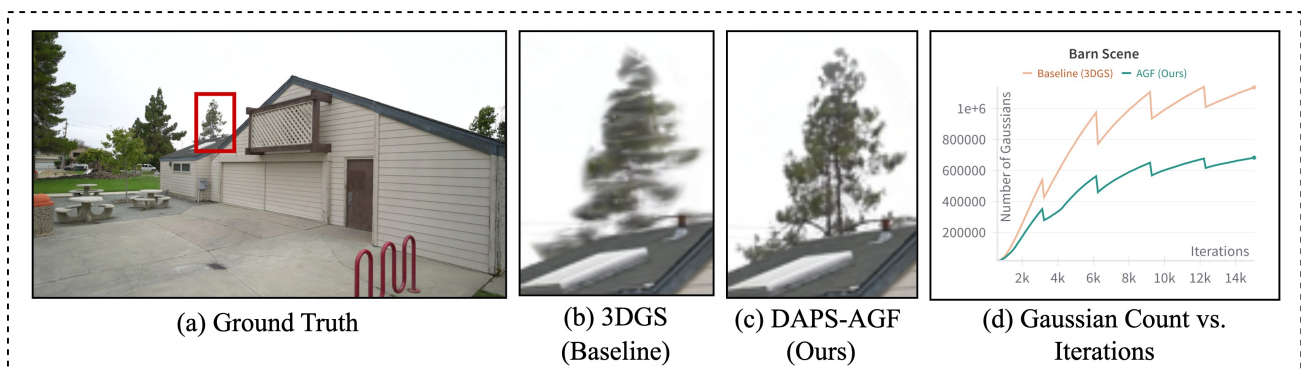 Barn Scene
Baseline (3DGS) AGF (Ours)
Number of Gaussians
1e+6
800000
600000
400000
200000
Iterations
2k 4k 6k 8k 10k 12k 14k
(a) Ground Truth
(b) 3DGS
(Baseline)
(c) DAPS-AGF
(Ours)
(d) Gaussian Count vs.
Iterations